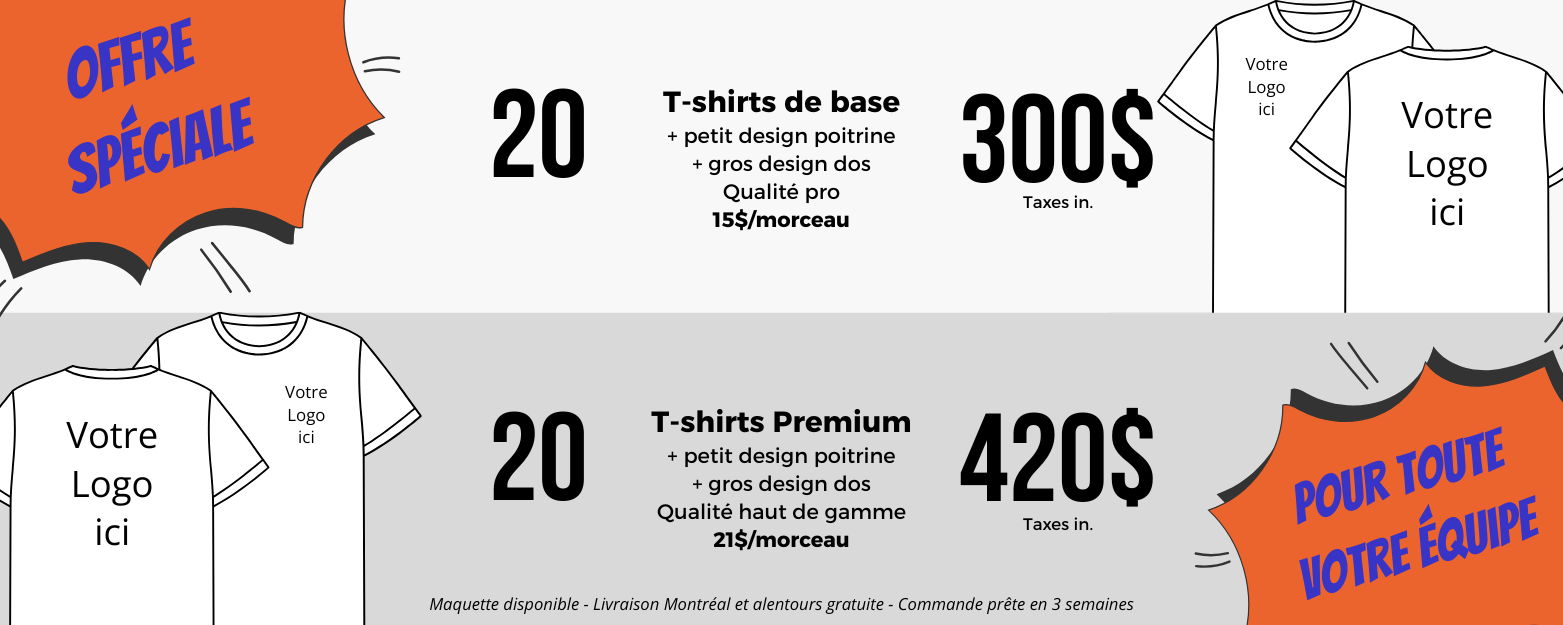 OFFRE
SPÉCIALE
20
T-shirts de base
+ petit design poitrine
+ gros design dos
Qualité pro
15$/morceau
300$
Taxes in.
Votre
Logo
ici
Votre
Logo
ici
Votre
Logo
ici
Votre
Logo
ici
20
T-shirts Premium
+ petit design poitrine
+ gros design dos
Qualité haut de gamme
21$/morceau
420$
Taxes in.
POUR TOUTE
VOTRE ÉQUIPE
Maquette disponible - Livraison Montréal et alentours gratuite - Commande prête en 3 semaines